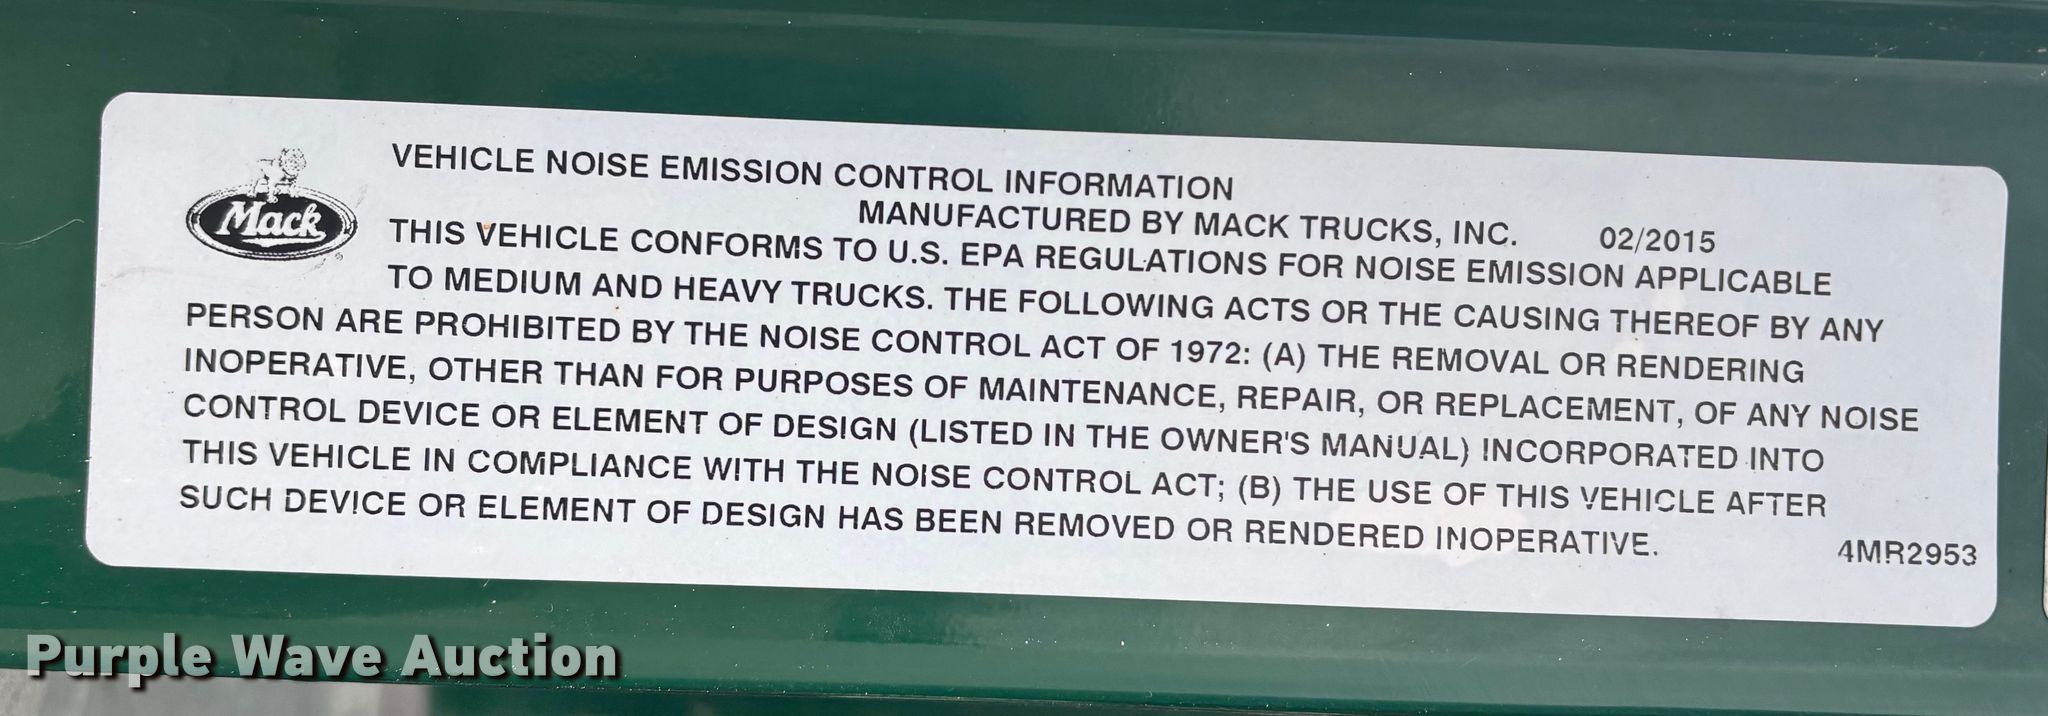 Mack
VEHICLE NOISE EMISSION CONTROL INFORMATION
MANUFACTURED BY MACK TRUCKS, INC. 02/2015
THIS VEHICLE CONFORMS TO U.S. EPA REGULATIONS FOR NOISE EMISSION APPLICABLE
TO MEDIUM AND HEAVY TRUCKS. THE FOLLOWING ACTS OR THE CAUSING THEREOF BY ANY
PERSON ARE PROHIBITED BY THE NOISE CONTROL ACT OF 1972: (A) THE REMOVAL OR RENDERING
INOPERATIVE, OTHER THAN FOR PURPOSES OF MAINTENANCE, REPAIR, OR REPLACEMENT, OF ANY NOISE
CONTROL DEVICE OR ELEMENT OF DESIGN (LISTED IN THE OWNER'S MANUAL) INCORPORATED INTO
THIS VEHICLE IN COMPLIANCE WITH THE NOISE CONTROL ACT; (B) THE USE OF THIS VEHICLE AFTER
SUCH DEVICE OR ELEMENT OF DESIGN HAS BEEN REMOVED OR RENDERED INOPERATIVE.
4MR2953
Purple Wave Auction